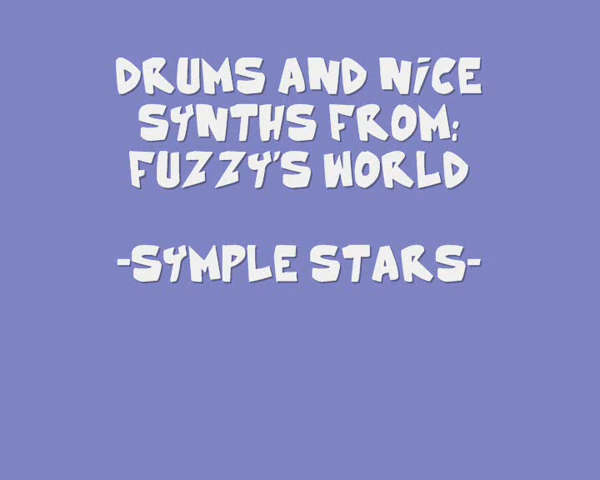 DRUMS AND NICE
SYNTHS FROM:
FUZZY'S WORLD
-SYMPLE STARS-